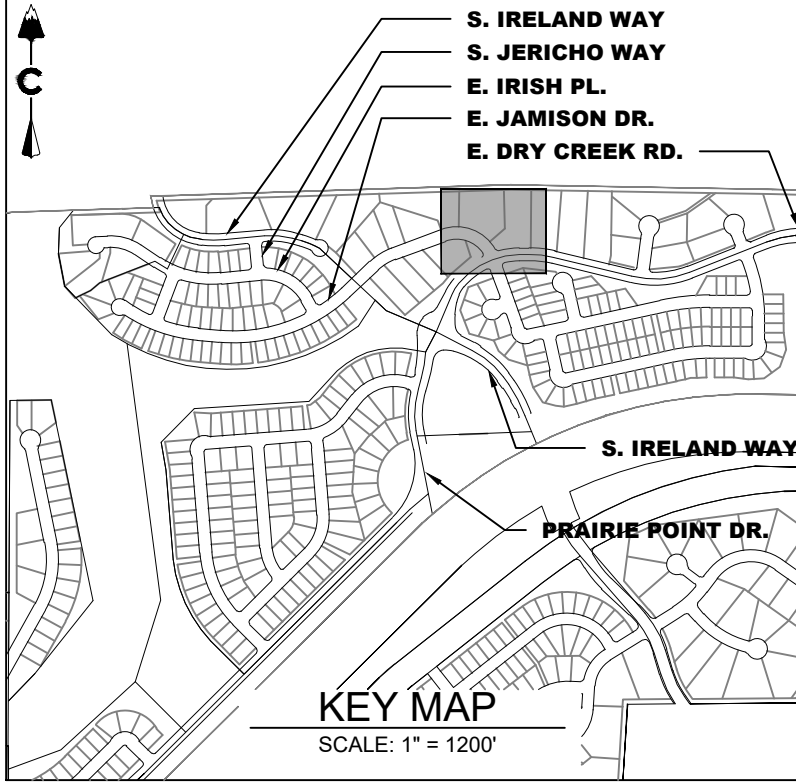 S. IRELAND WAY
S. JERICHO WAY
E. IRISH PL.
E. JAMISON DR.
E. DRY CREEK RD.
C
S. IRELAND WAY
PRAIRIE POINT DR.
KEY MAP
SCALE: 1" = 1200'